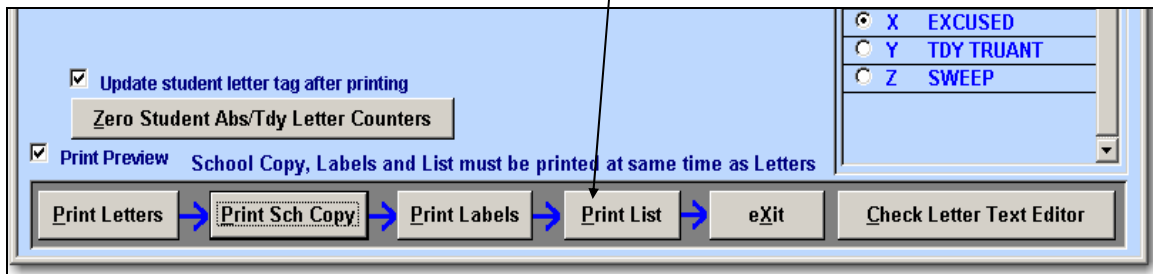 X EXCUSED
Y TDY TRUANT
Z SWEEP
Update student letter tag after printing
Zero Student Abs/Tdy Letter Counters
Print Preview School Copy, Labels and List must be printed at same time as Letters
Print Letters Print Sch Copy Print Labels Print List eXit Check Letter Text Editor